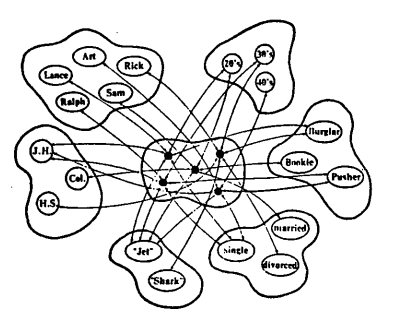 Art
Rick
Lance
Ralph
Sam
20's
30's
40's
Burglar
Bookie
Pusher
J.H.
Col.
H.S.
"Jet"
"Shark"
single
married
divorced